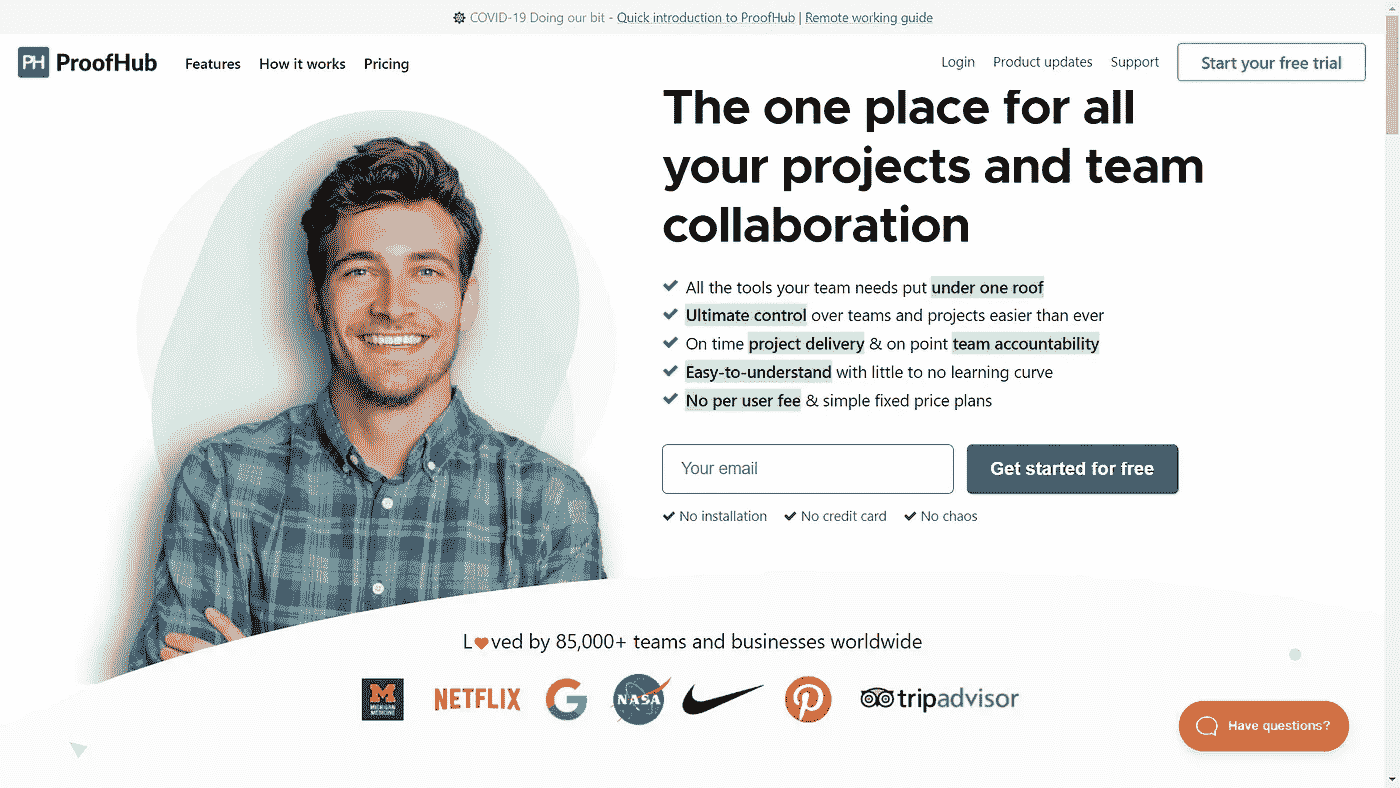 COVID-19 Doing our bit - Quick introduction to ProofHub | Remote working guide
PH ProofHub Features How it works Pricing Login Product updates Support Start your free trial
The one place for all
your projects and team
collaboration
All the tools your team needs put under one roof
Ultimate control over teams and projects easier than ever
On time project delivery & on point team accountability
Easy-to-understand with little to no learning curve
No per user fee & simple fixed price plans
Your email Get started for free
No installation No credit card No chaos
L❤ved by 85,000+ teams and businesses worldwide
M MICHIGAN MEDICINE NETFLIX G NASA P tripadvisor
Have questions?